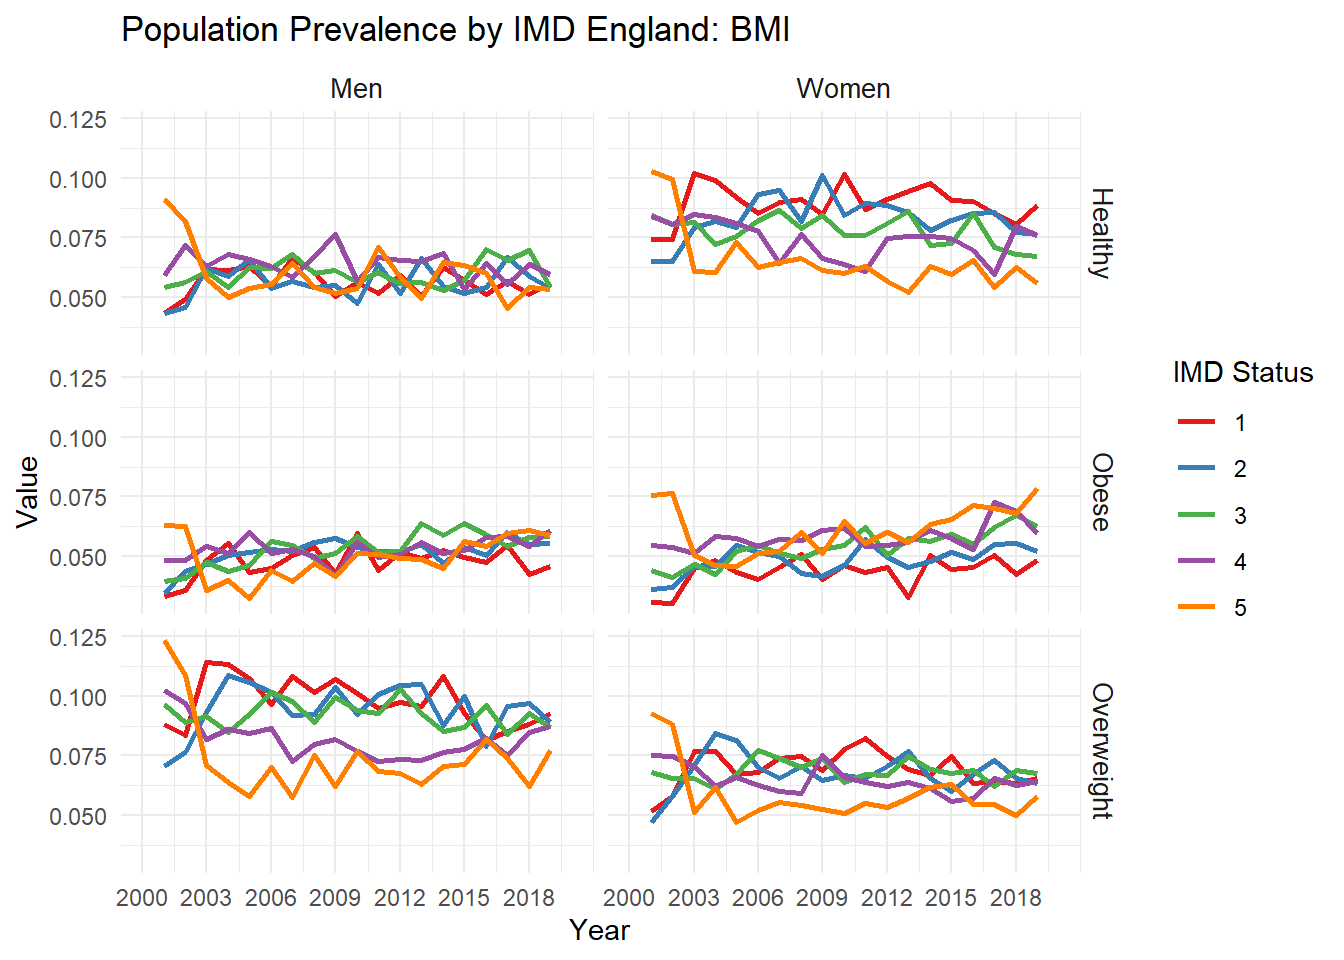 Population Prevalence by IMD England: BMI
Men
Women
0.125
0.100
0.075
0.050
Healthy
0.125
0.100
0.075
0.050
Obese
0.125
0.100
0.075
0.050
Overweight
Value
2000 2003 2006 2009 2012 2015 2018
2000 2003 2006 2009 2012 2015 2018
Year
IMD Status
1
2
3
4
5